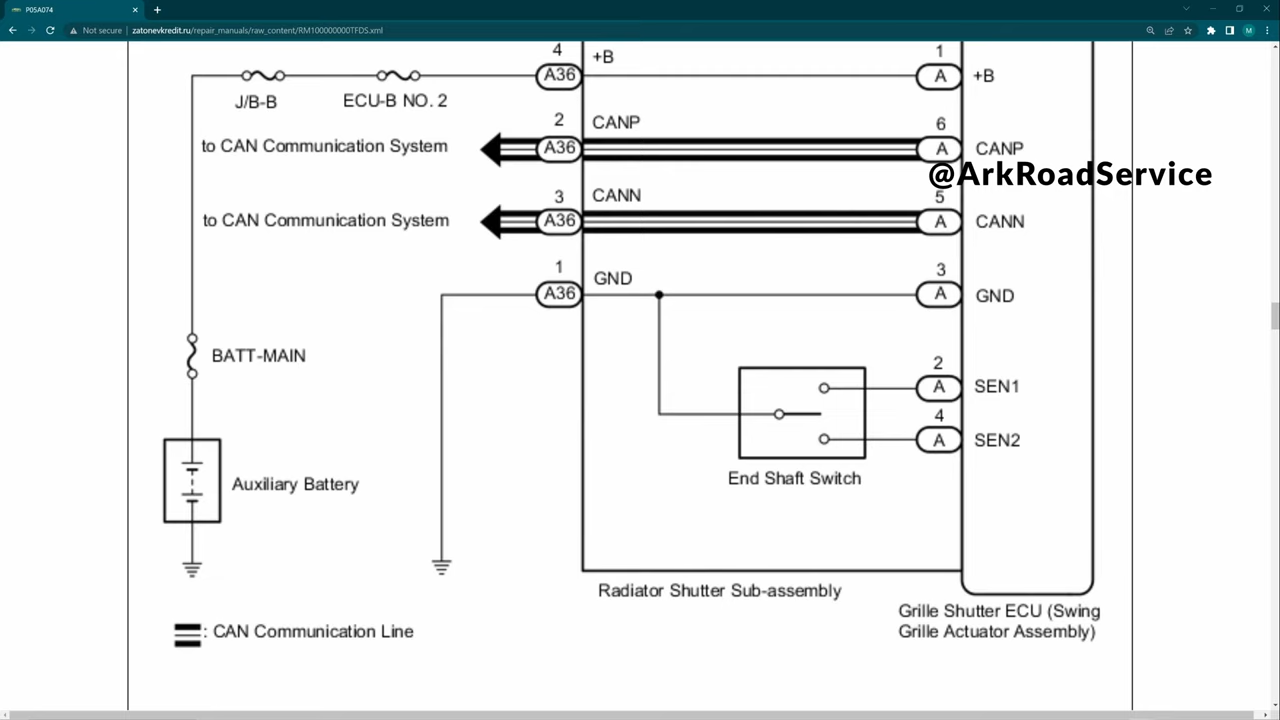 P05A074
Not secure | zatonevkredit.ru/repair_manuals/raw_content/RM100000000TFDS.xml
M
4
+B
1
A36
A
+B
J/B-B
ECU-B NO. 2
2
CANP
6
to CAN Communication System
A36
A
CANP
@ArkRoadService
3
CANN
5
to CAN Communication System
A36
A
CANN
1
GND
3
A36
A
GND
BATT-MAIN
2
A
SEN1
4
A
SEN2
End Shaft Switch
Auxiliary Battery
Radiator Shutter Sub-assembly
Grille Shutter ECU (Swing
Grille Actuator Assembly)
: CAN Communication Line